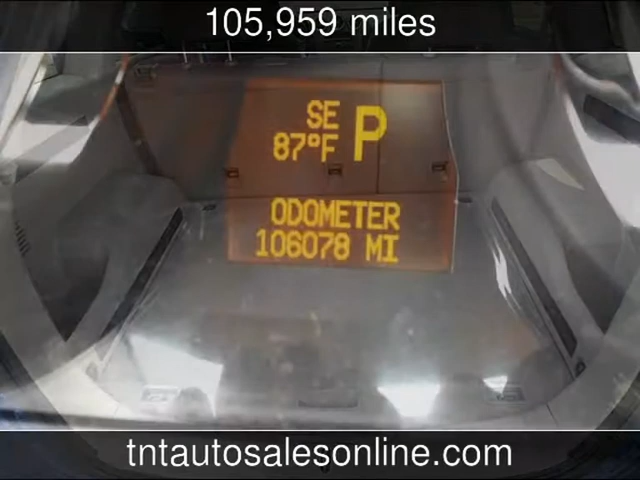 105,959 miles
SE P
87°F
ODOMETER
106078 MI
tntautosalesonline.com